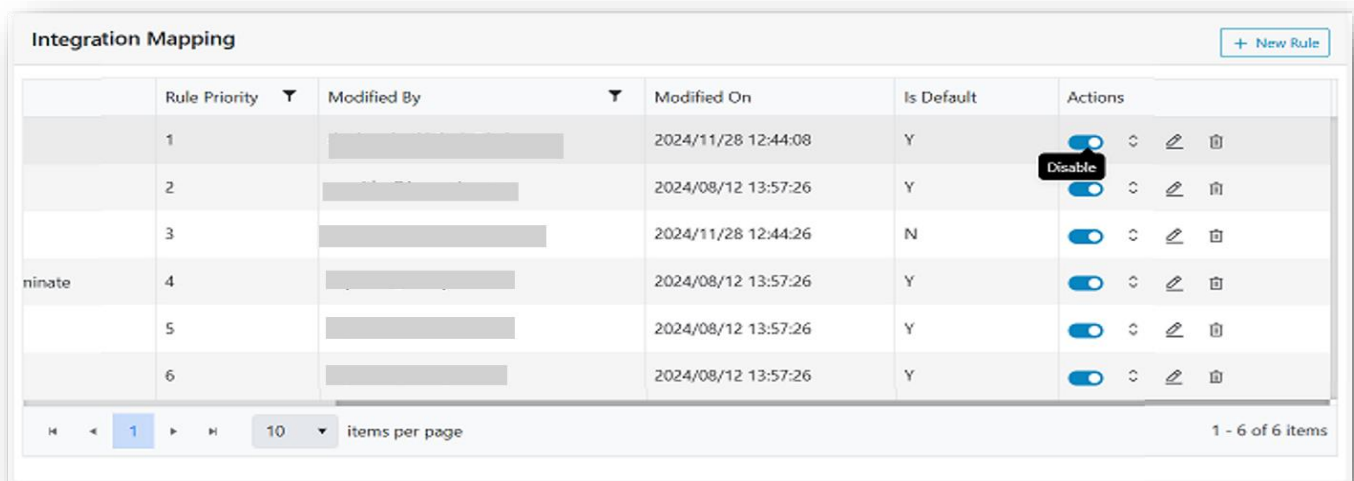 Integration Mapping
+ New Rule
Rule Priority Modified By Modified On Is Default Actions
1 2024/11/28 12:44:08 Y
Disable
2 2024/08/12 13:57:26 Y
3 2024/11/28 12:44:26 N
ninate 4 2024/08/12 13:57:26 Y
5 2024/08/12 13:57:26 Y
6 2024/08/12 13:57:26 Y
1 10 items per page 1 - 6 of 6 items